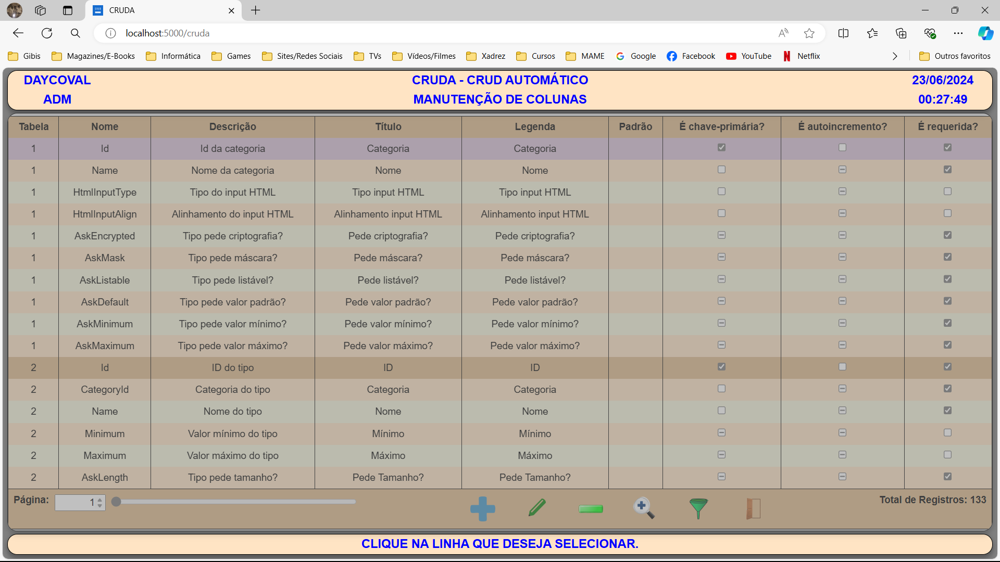 CRUDA
localhost:5000/cruda
Gibis Magazines/E-Books Informática Games Sites/Redes Sociais TVs Vídeos/Filmes Xadrez Cursos MAME Google Facebook YouTube Netflix Outros favoritos
DAYCOVAL CRUDA - CRUD AUTOMÁTICO 23/06/2024
ADM MANUTENÇÃO DE COLUNAS 00:27:49
Tabela Nome Descrição Título Legenda Padrão É chave-primária? É autoincremento? É requerida?
1 Id Id da categoria Categoria Categoria
1 Name Nome da categoria Nome Nome
1 HtmlInputType Tipo do input HTML Tipo input HTML Tipo input HTML
1 HtmlInputAlign Alinhamento do input HTML Alinhamento input HTML Alinhamento input HTML
1 AskEncrypted Tipo pede criptografia? Pede criptografia? Pede criptografia?
1 AskMask Tipo pede máscara? Pede máscara? Pede máscara?
1 AskListable Tipo pede listável? Pede listável? Pede listável?
1 AskDefault Tipo pede valor padrão? Pede valor padrão? Pede valor padrão?
1 AskMinimum Tipo pede valor mínimo? Pede valor mínimo? Pede valor mínimo?
1 AskMaximum Tipo pede valor máximo? Pede valor máximo? Pede valor máximo?
2 Id ID do tipo ID ID
2 CategoryId Categoria do tipo Categoria Categoria
2 Name Nome do tipo Nome Nome
2 Minimum Valor mínimo do tipo Mínimo Mínimo
2 Maximum Valor máximo do tipo Máximo Máximo
2 AskLength Tipo pede tamanho? Pede Tamanho? Pede Tamanho?
Página: 1 Total de Registros: 133
CLIQUE NA LINHA QUE DESEJA SELECIONAR.